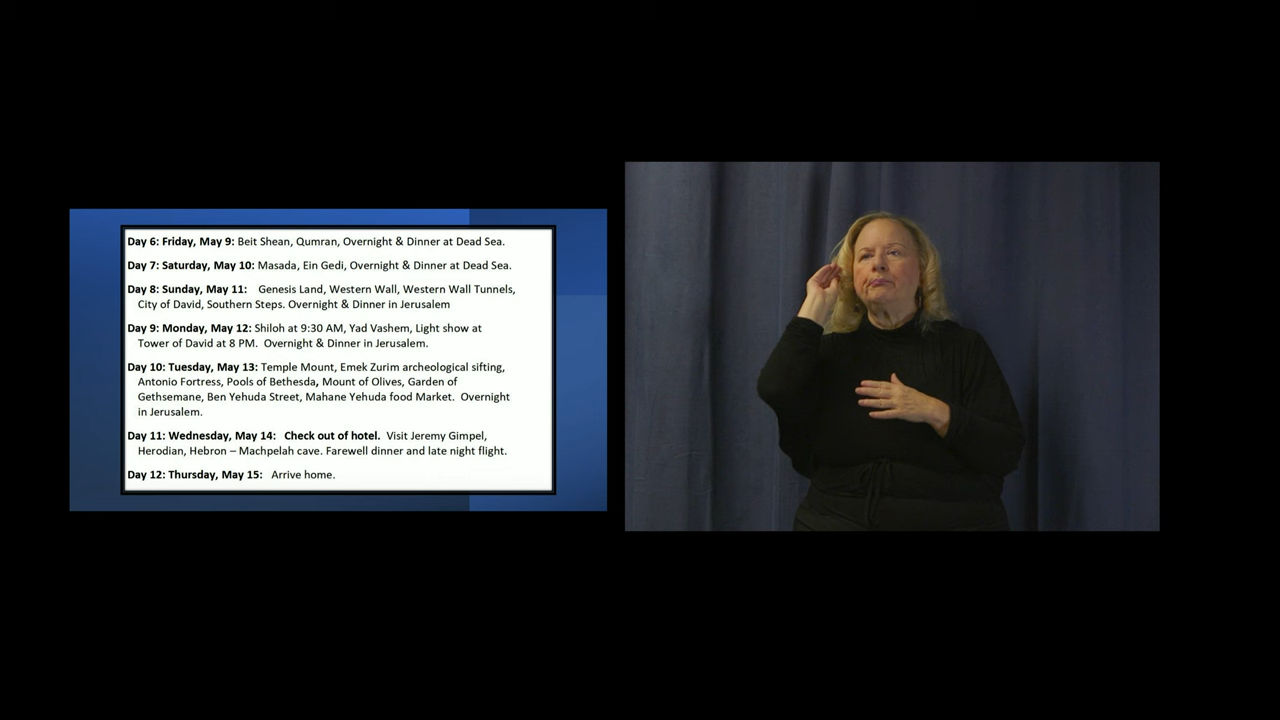 Day 6: Friday, May 9: Beit Shean, Qumran, Overnight & Dinner at Dead Sea.
Day 7: Saturday, May 10: Masada, Ein Gedi, Overnight & Dinner at Dead Sea.
Day 8: Sunday, May 11: Genesis Land, Western Wall, Western Wall Tunnels,
City of David, Southern Steps. Overnight & Dinner in Jerusalem
Day 9: Monday, May 12: Shiloh at 9:30 AM, Yad Vashem, Light show at
Tower of David at 8 PM. Overnight & Dinner in Jerusalem.
Day 10: Tuesday, May 13: Temple Mount, Emek Zurim archeological sifting,
Antonio Fortress, Pools of Bethesda, Mount of Olives, Garden of
Gethsemane, Ben Yehuda Street, Mahane Yehuda food Market. Overnight
in Jerusalem.
Day 11: Wednesday, May 14: Check out of hotel. Visit Jeremy Gimpel,
Herodian, Hebron – Machpelah cave. Farewell dinner and late night flight.
Day 12: Thursday, May 15: Arrive home.